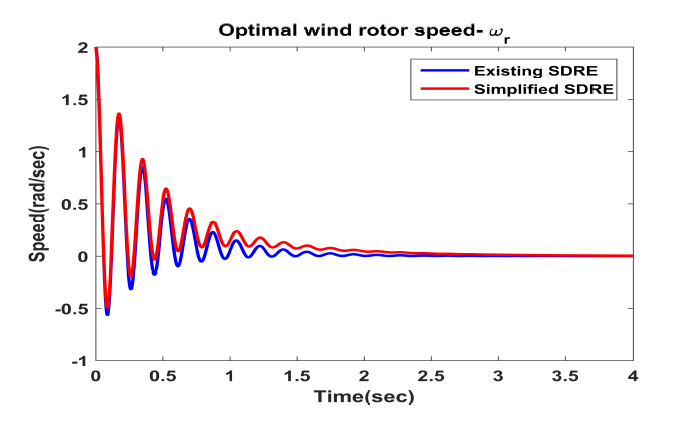 Optimal wind rotor speed- ωr
Existing SDRE
Simplified SDRE
Speed(rad/sec)
2
1.5
1
0.5
0
-0.5
-1
0 0.5 1 1.5 2 2.5 3 3.5 4
Time(sec)